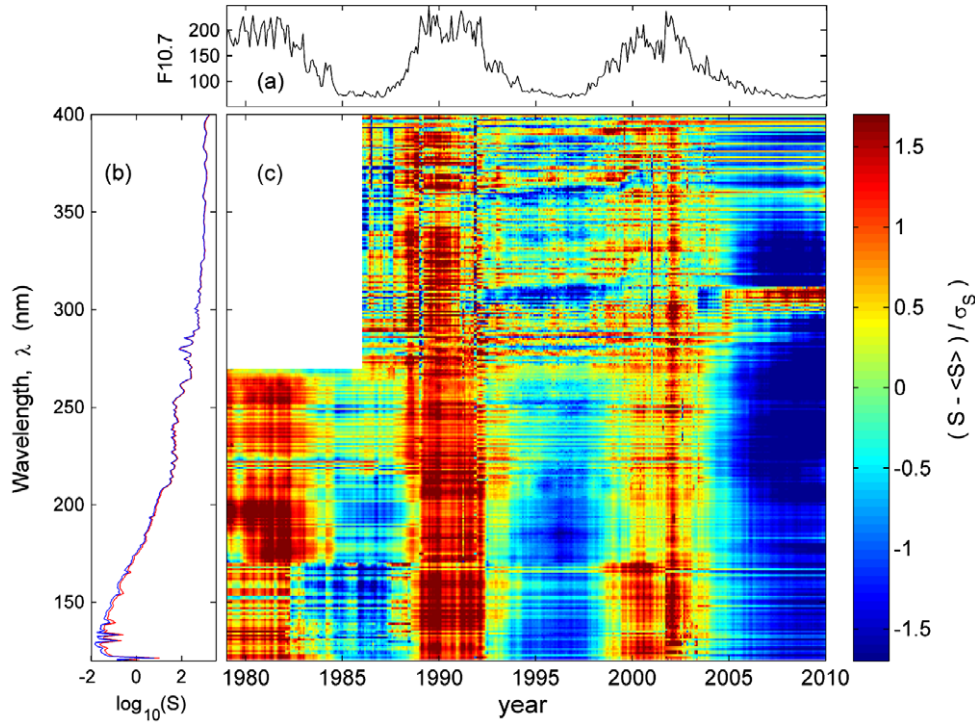 F10.7
200
150
100
(a)
Wavelength, λ (nm)
400
350
300
250
200
150
(b)
(c)
-2 0 2
log10(S)
1980 1985 1990 1995 2000 2005 2010
year
1.5
1
0.5
0
-0.5
-1
-1.5
( S - <S> ) / σS